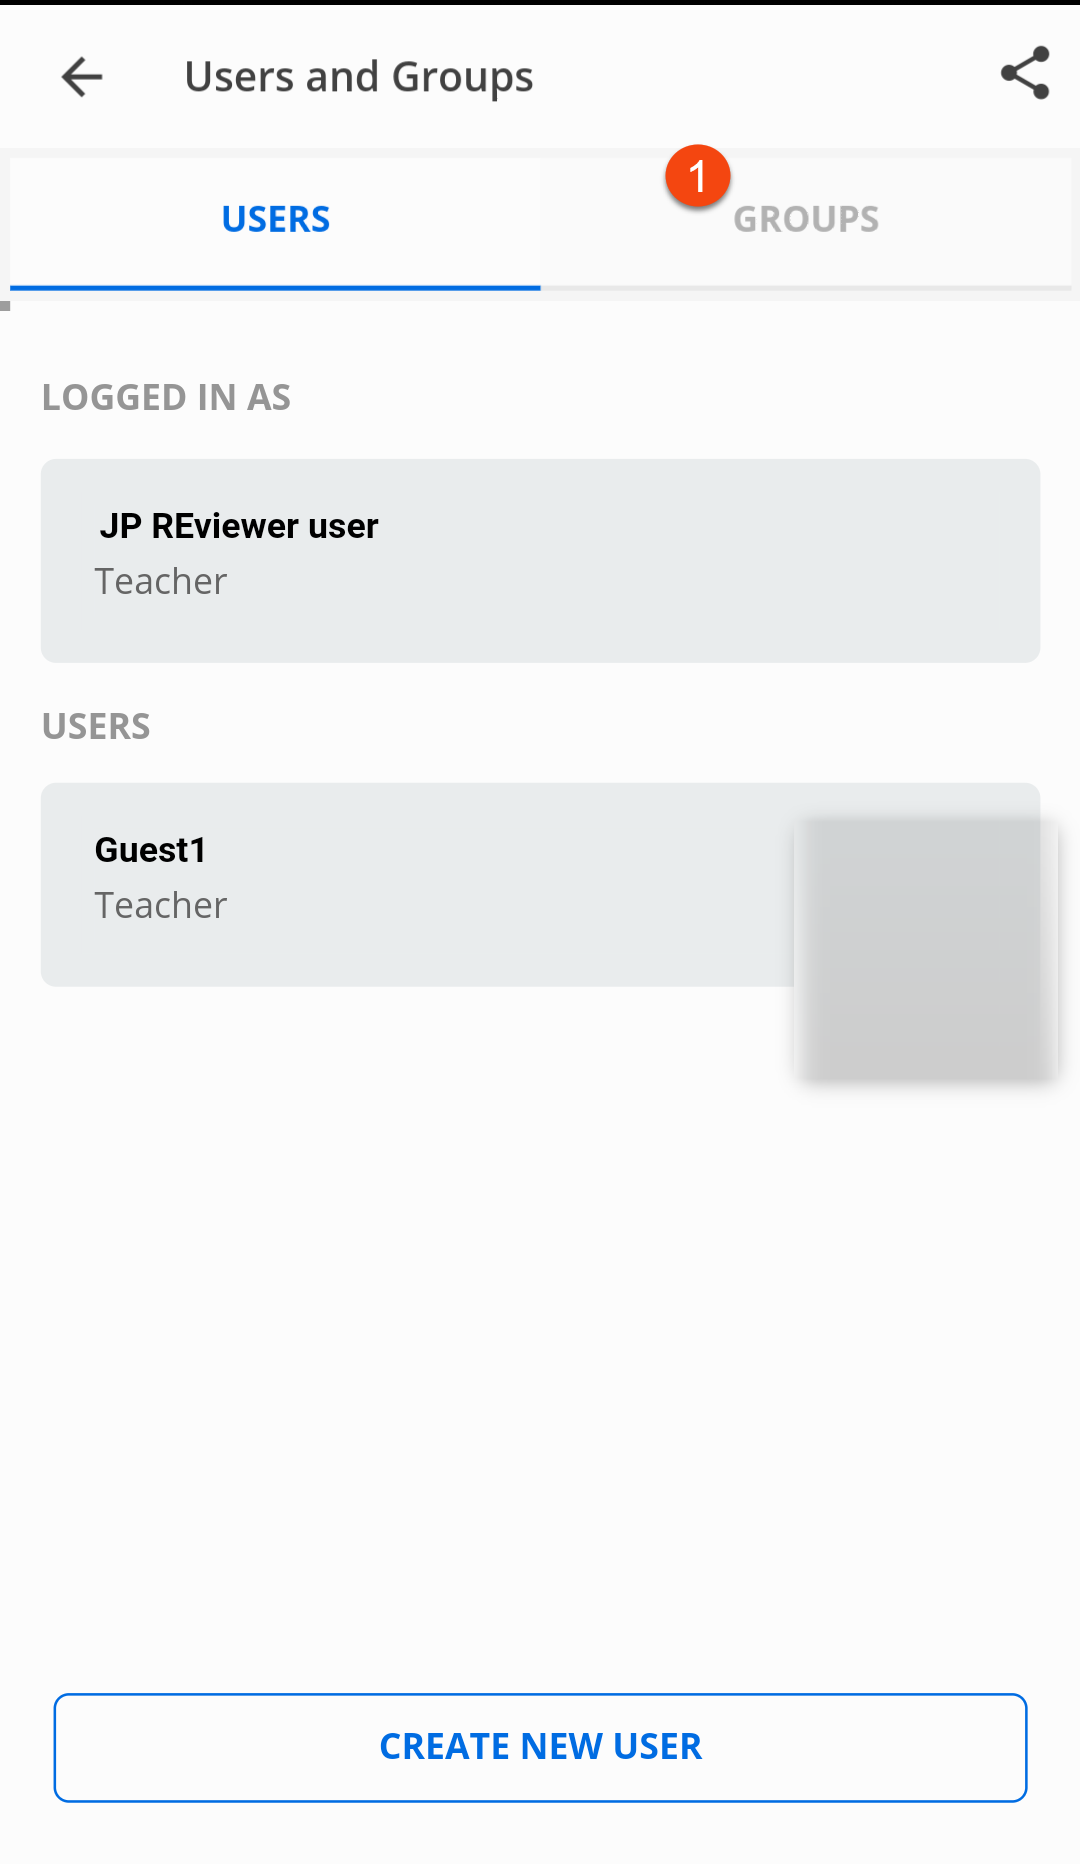 Users and Groups
1
USERS
GROUPS
LOGGED IN AS
JP REviewer user
Teacher
USERS
Guest1
Teacher
CREATE NEW USER